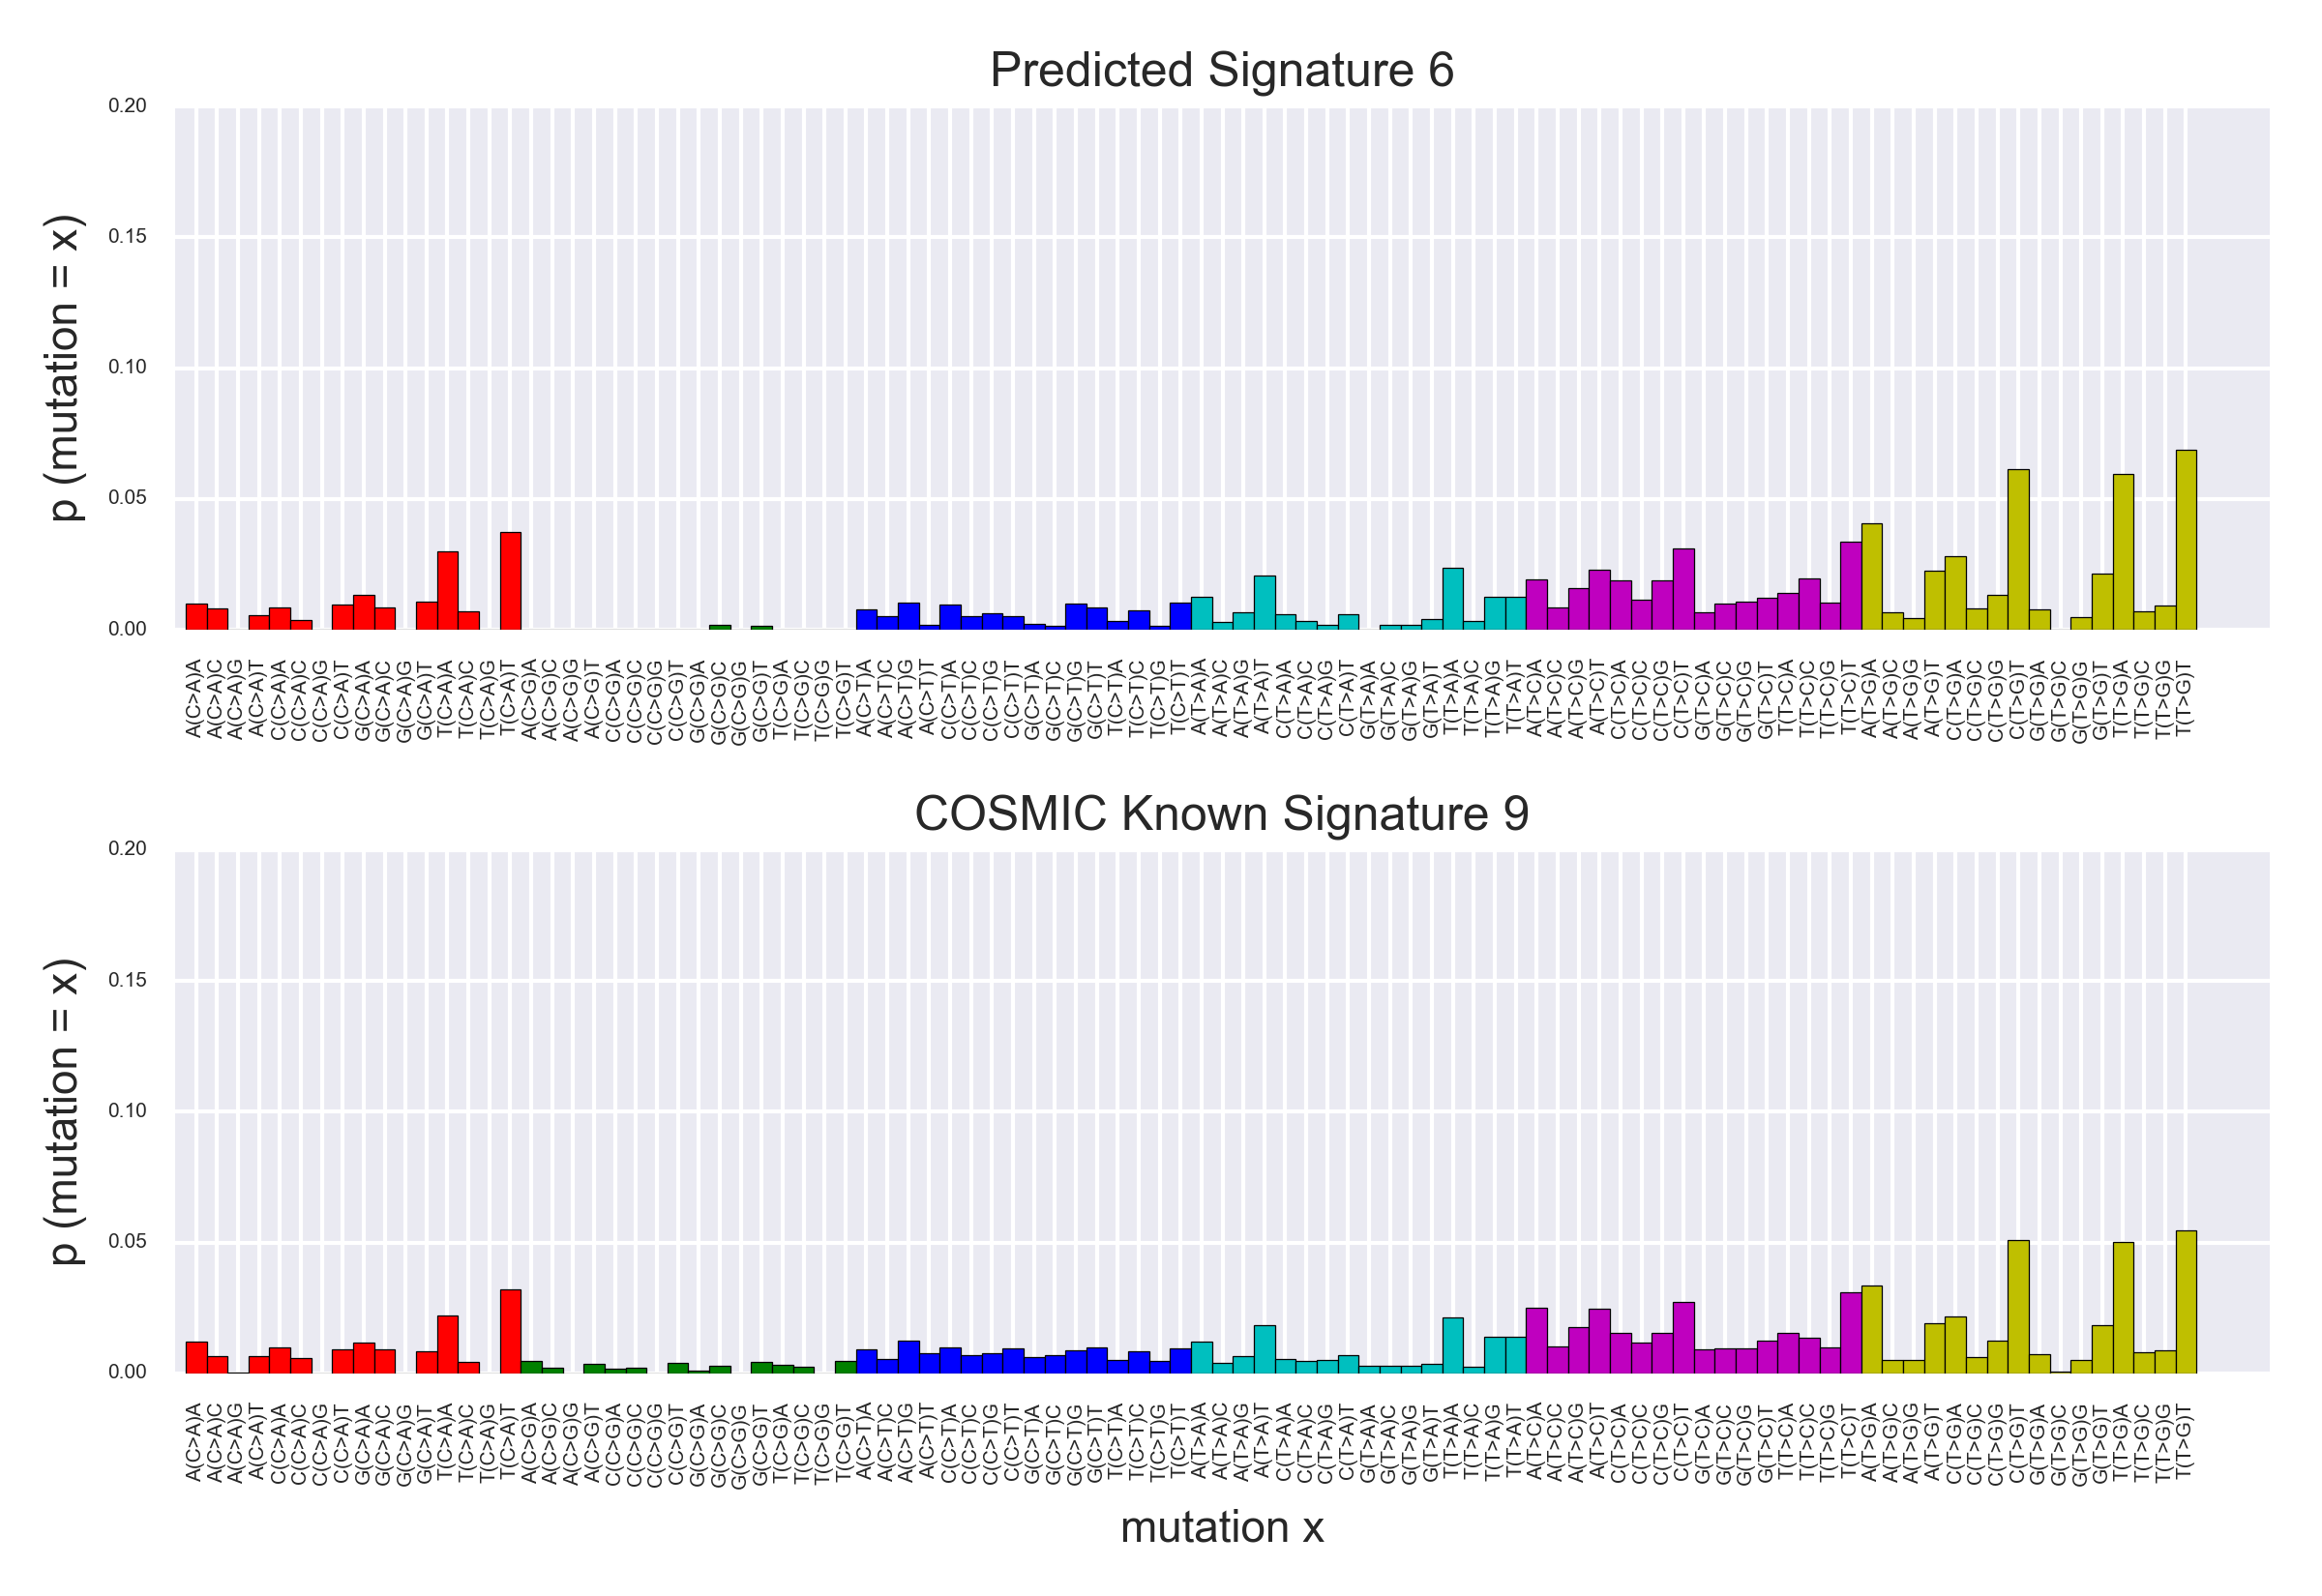 Predicted Signature 6
p (mutation = x)
0.20
0.15
0.10
0.05
0.00
A(C>A)A A(C>A)C A(C>A)G A(C>A)T C(C>A)A C(C>A)C C(C>A)G C(C>A)T G(C>A)A G(C>A)C G(C>A)G G(C>A)T T(C>A)A T(C>A)C T(C>A)G T(C>A)T A(C>G)A A(C>G)C A(C>G)G A(C>G)T C(C>G)A C(C>G)C C(C>G)G C(C>G)T G(C>G)A G(C>G)C G(C>G)G G(C>G)T T(C>G)A T(C>G)C T(C>G)G T(C>G)T A(C>T)A A(C>T)C A(C>T)G A(C>T)T C(C>T)A C(C>T)C C(C>T)G C(C>T)T G(C>T)A G(C>T)C G(C>T)G G(C>T)T T(C>T)A T(C>T)C T(C>T)G T(C>T)T A(T>A)A A(T>A)C A(T>A)G A(T>A)T C(T>A)A C(T>A)C C(T>A)G C(T>A)T G(T>A)A G(T>A)C G(T>A)G G(T>A)T T(T>A)A T(T>A)C T(T>A)G T(T>A)T A(T>C)A A(T>C)C A(T>C)G A(T>C)T C(T>C)A C(T>C)C C(T>C)G C(T>C)T G(T>C)A G(T>C)C G(T>C)G G(T>C)T T(T>C)A T(T>C)C T(T>C)G T(T>C)T A(T>G)A A(T>G)C A(T>G)G A(T>G)T C(T>G)A C(T>G)C C(T>G)G C(T>G)T G(T>G)A G(T>G)C G(T>G)G G(T>G)T T(T>G)A T(T>G)C T(T>G)G T(T>G)T
COSMIC Known Signature 9
p (mutation = x)
0.20
0.15
0.10
0.05
0.00
A(C>A)A A(C>A)C A(C>A)G A(C>A)T C(C>A)A C(C>A)C C(C>A)G C(C>A)T G(C>A)A G(C>A)C G(C>A)G G(C>A)T T(C>A)A T(C>A)C T(C>A)G T(C>A)T A(C>G)A A(C>G)C A(C>G)G A(C>G)T C(C>G)A C(C>G)C C(C>G)G C(C>G)T G(C>G)A G(C>G)C G(C>G)G G(C>G)T T(C>G)A T(C>G)C T(C>G)G T(C>G)T A(C>T)A A(C>T)C A(C>T)G A(C>T)T C(C>T)A C(C>T)C C(C>T)G C(C>T)T G(C>T)A G(C>T)C G(C>T)G G(C>T)T T(C>T)A T(C>T)C T(C>T)G T(C>T)T A(T>A)A A(T>A)C A(T>A)G A(T>A)T C(T>A)A C(T>A)C C(T>A)G C(T>A)T G(T>A)A G(T>A)C G(T>A)G G(T>A)T T(T>A)A T(T>A)C T(T>A)G T(T>A)T A(T>C)A A(T>C)C A(T>C)G A(T>C)T C(T>C)A C(T>C)C C(T>C)G C(T>C)T G(T>C)A G(T>C)C G(T>C)G G(T>C)T T(T>C)A T(T>C)C T(T>C)G T(T>C)T A(T>G)A A(T>G)C A(T>G)G A(T>G)T C(T>G)A C(T>G)C C(T>G)G C(T>G)T G(T>G)A G(T>G)C G(T>G)G G(T>G)T T(T>G)A T(T>G)C T(T>G)G T(T>G)T
mutation x